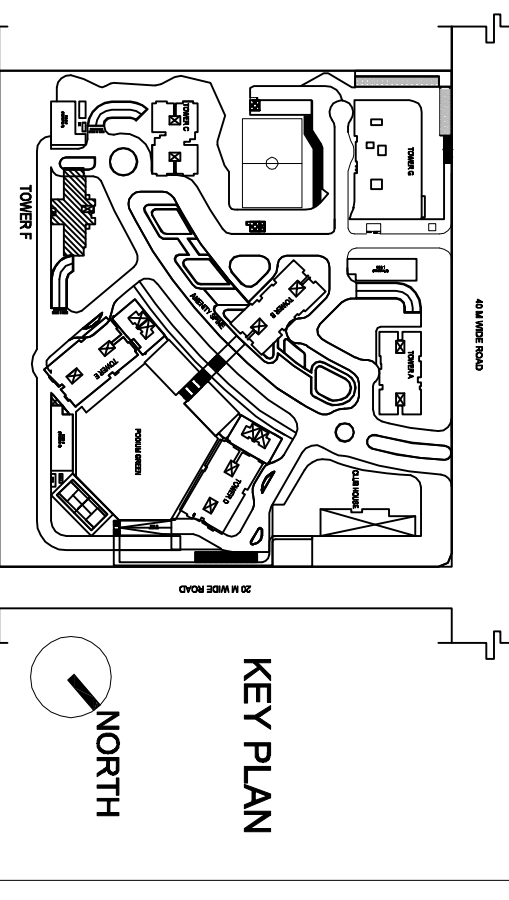 TOWER C
TOWER G
TOWER F
AMENITY SPACE
TOWER B
TOWER A
40 M WIDE ROAD
TOWER E
PODIUM GREEN
TOWER D
CLUB HOUSE
20 M WIDE ROAD
KEY PLAN
NORTH